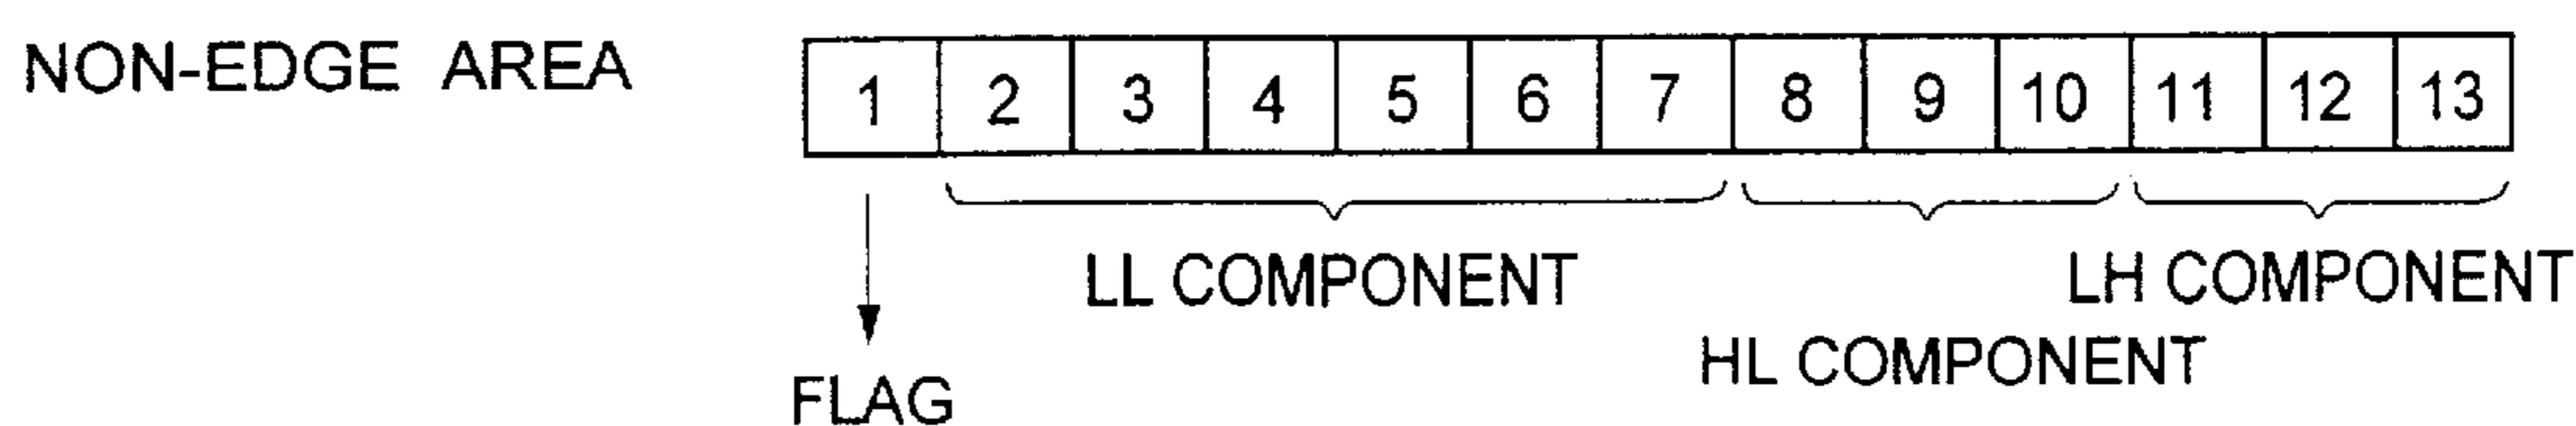 NON-EDGE AREA 1 2 3 4 5 6 7 8 9 10 11 12 13
LL COMPONENT
LH COMPONENT
HL COMPONENT
FLAG